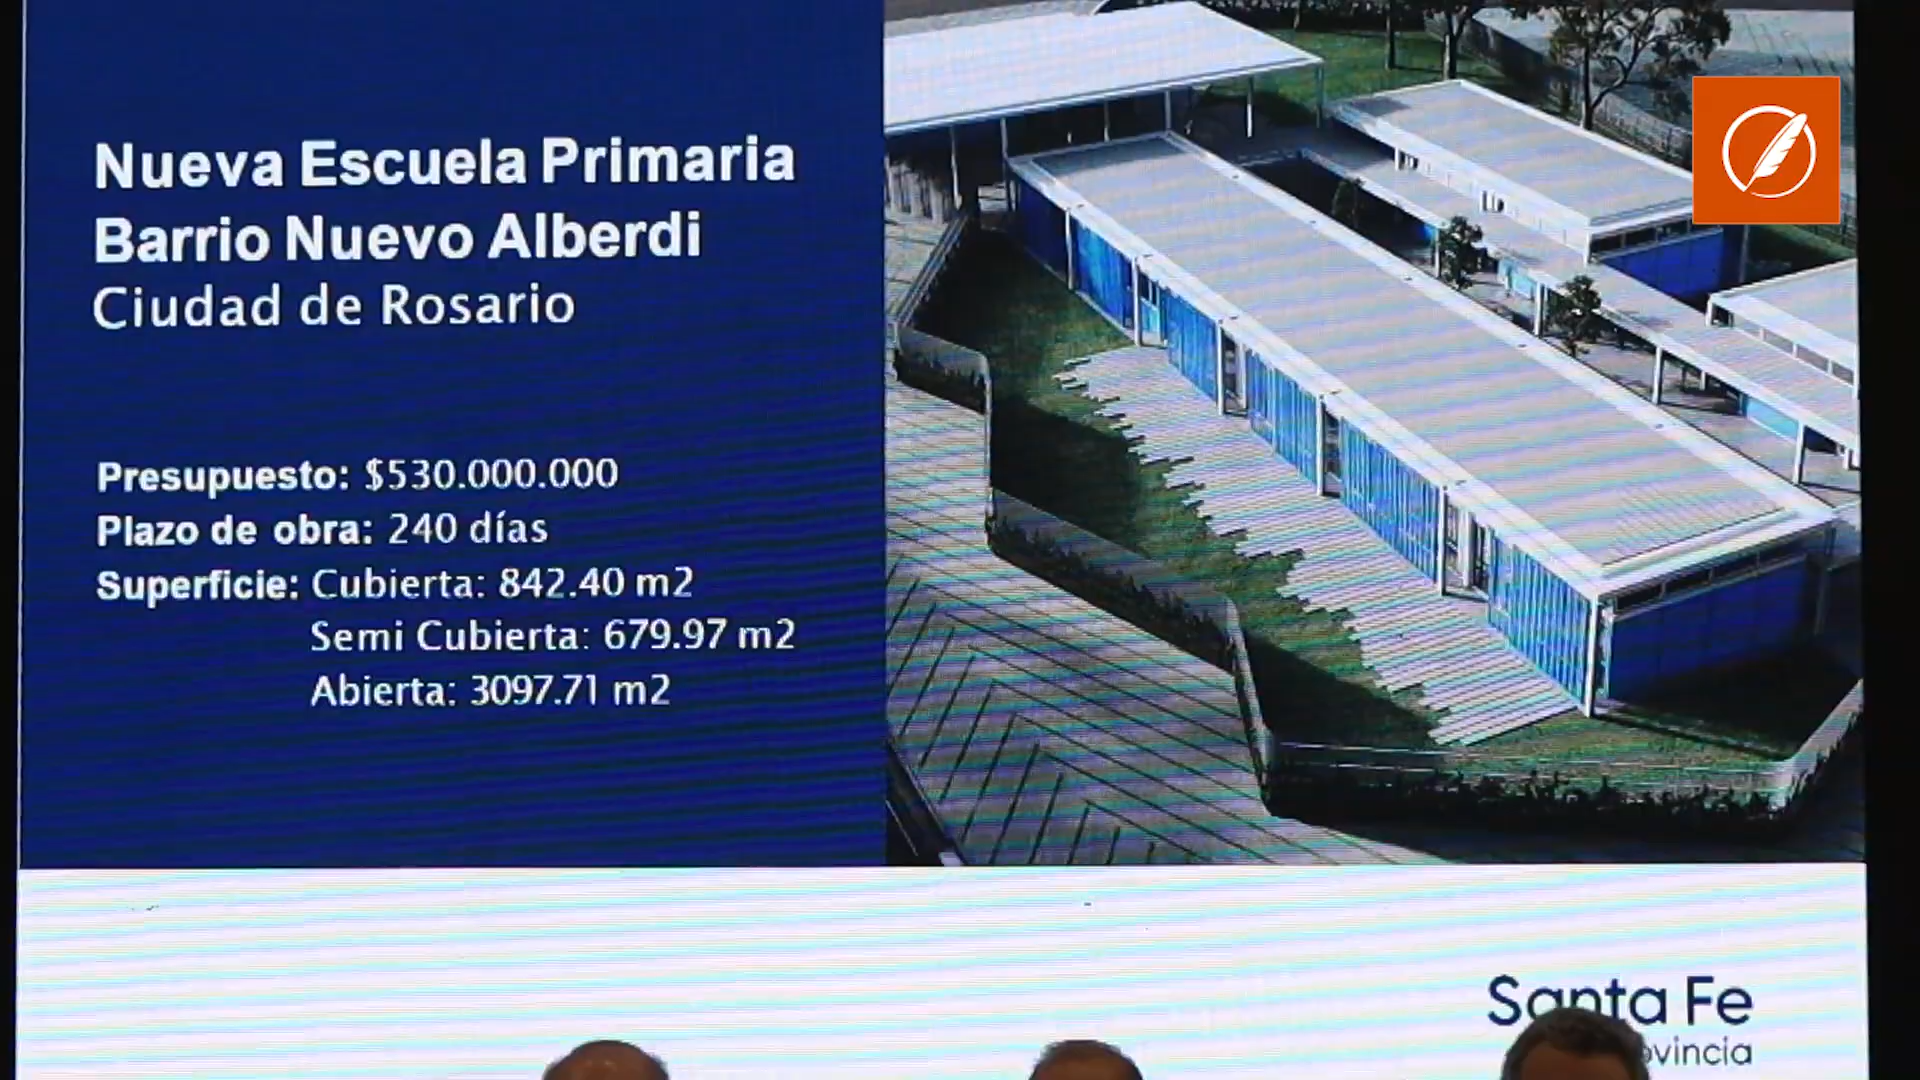 Nueva Escuela Primaria
Barrio Nuevo Alberdi
Ciudad de Rosario
Presupuesto: $530.000.000
Plazo de obra: 240 días
Superficie: Cubierta: 842.40 m2
Semi Cubierta: 679.97 m2
Abierta: 3097.71 m2
Santa Fe